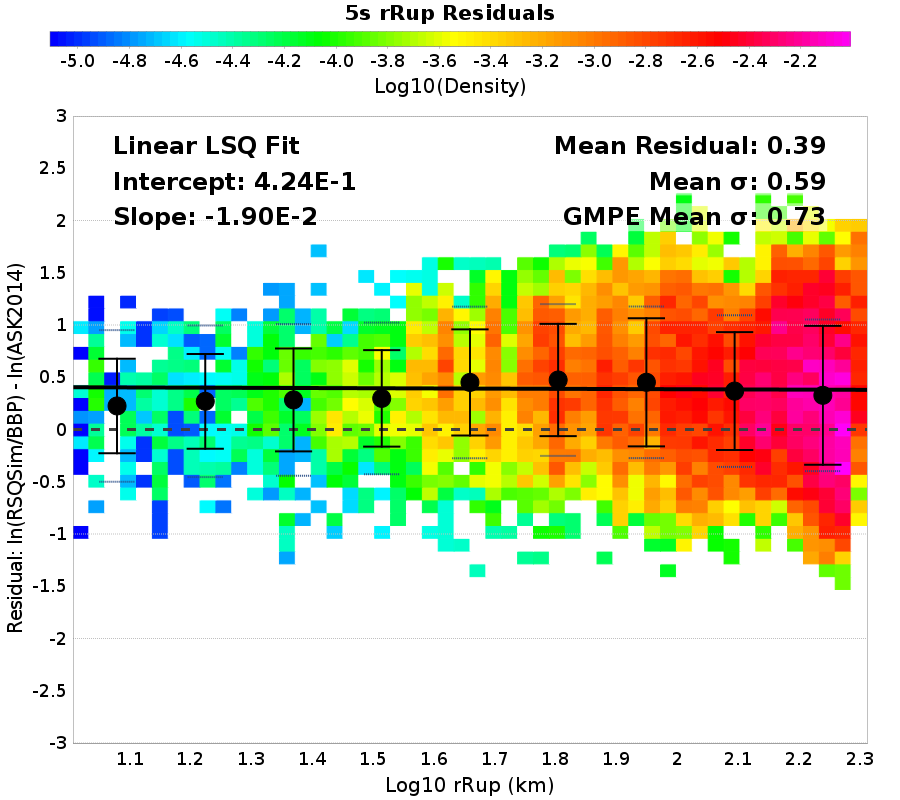 5s rRup Residuals
-5.0 -4.8 -4.6 -4.4 -4.2 -4.0 -3.8 -3.6 -3.4 -3.2 -3.0 -2.8 -2.6 -2.4 -2.2
Log10(Density)
Linear LSQ Fit
Intercept: 4.24E-1
Slope: -1.90E-2
Mean Residual: 0.39
Mean σ: 0.59
GMPE Mean σ: 0.73
Residual: ln(RSQSim/BBP) - ln(ASK2014)
3
2.5
2
1.5
1
0.5
0
-0.5
-1
-1.5
-2
-2.5
-3
1.1 1.2 1.3 1.4 1.5 1.6 1.7 1.8 1.9 2 2.1 2.2 2.3
Log10 rRup (km)